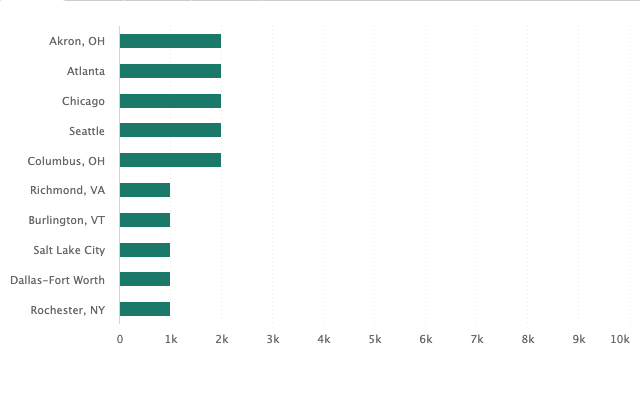 Akron, OH
Atlanta
Chicago
Seattle
Columbus, OH
Richmond, VA
Burlington, VT
Salt Lake City
Dallas-Fort Worth
Rochester, NY
0 1k 2k 3k 4k 5k 6k 7k 8k 9k 10k